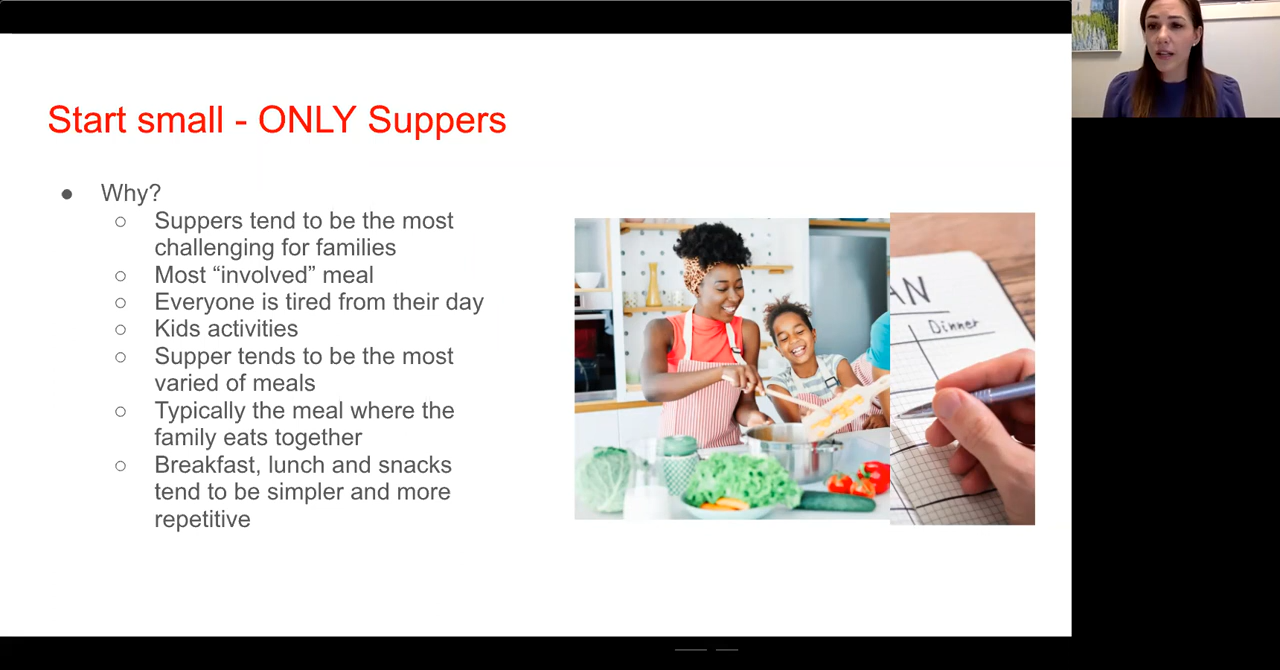 Start small - ONLY Suppers
● Why?
○ Suppers tend to be the most
challenging for families
○ Most “involved” meal
○ Everyone is tired from their day
○ Kids activities
○ Supper tends to be the most
varied of meals
○ Typically the meal where the
family eats together
○ Breakfast, lunch and snacks
tend to be simpler and more
repetitive
AN
Dinner